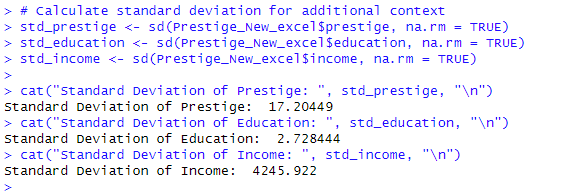 > # Calculate standard deviation for additional context
> std_prestige <- sd(Prestige_New_excel$prestige, na.rm = TRUE)
> std_education <- sd(Prestige_New_excel$education, na.rm = TRUE)
> std_income <- sd(Prestige_New_excel$income, na.rm = TRUE)
>
> cat("Standard Deviation of Prestige: ", std_prestige, "\n")
Standard Deviation of Prestige:  17.20449
> cat("Standard Deviation of Education: ", std_education, "\n")
Standard Deviation of Education:  2.728444
> cat("Standard Deviation of Income: ", std_income, "\n")
Standard Deviation of Income:  4245.922
>